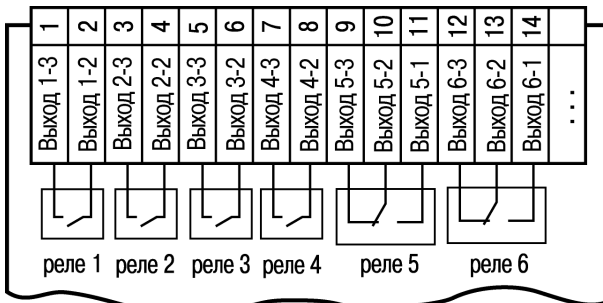 1 2 3 4 5 6 7 8 9 10 11 12 13 14
Выход 1-3 Выход 1-2 Выход 2-3 Выход 2-2 Выход 3-3 Выход 3-2 Выход 4-3 Выход 4-2 Выход 5-3 Выход 5-2 Выход 5-1 Выход 6-3 Выход 6-2 Выход 6-1 ...
реле 1 реле 2 реле 3 реле 4 реле 5 реле 6